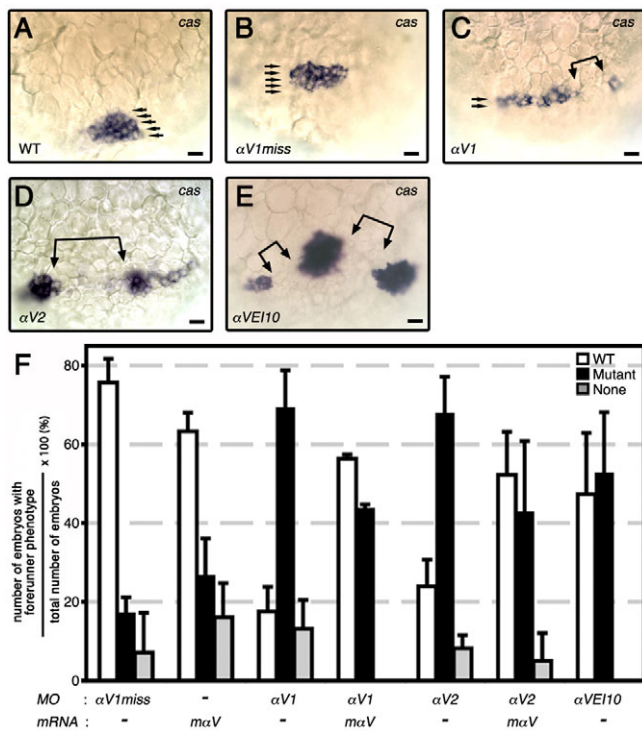 A
cas
WT
B
cas
αV1miss
C
cas
αV1
D
cas
αV2
E
cas
αVEI10
F
80
60
40
20
0
number of embryos with forerunner phenotype
total number of embryos
x 100 (%)
WT
Mutant
None
MO : αV1miss - αV1 αV1 αV2 αV2 αVEI10
mRNA : - mαV - mαV - mαV -